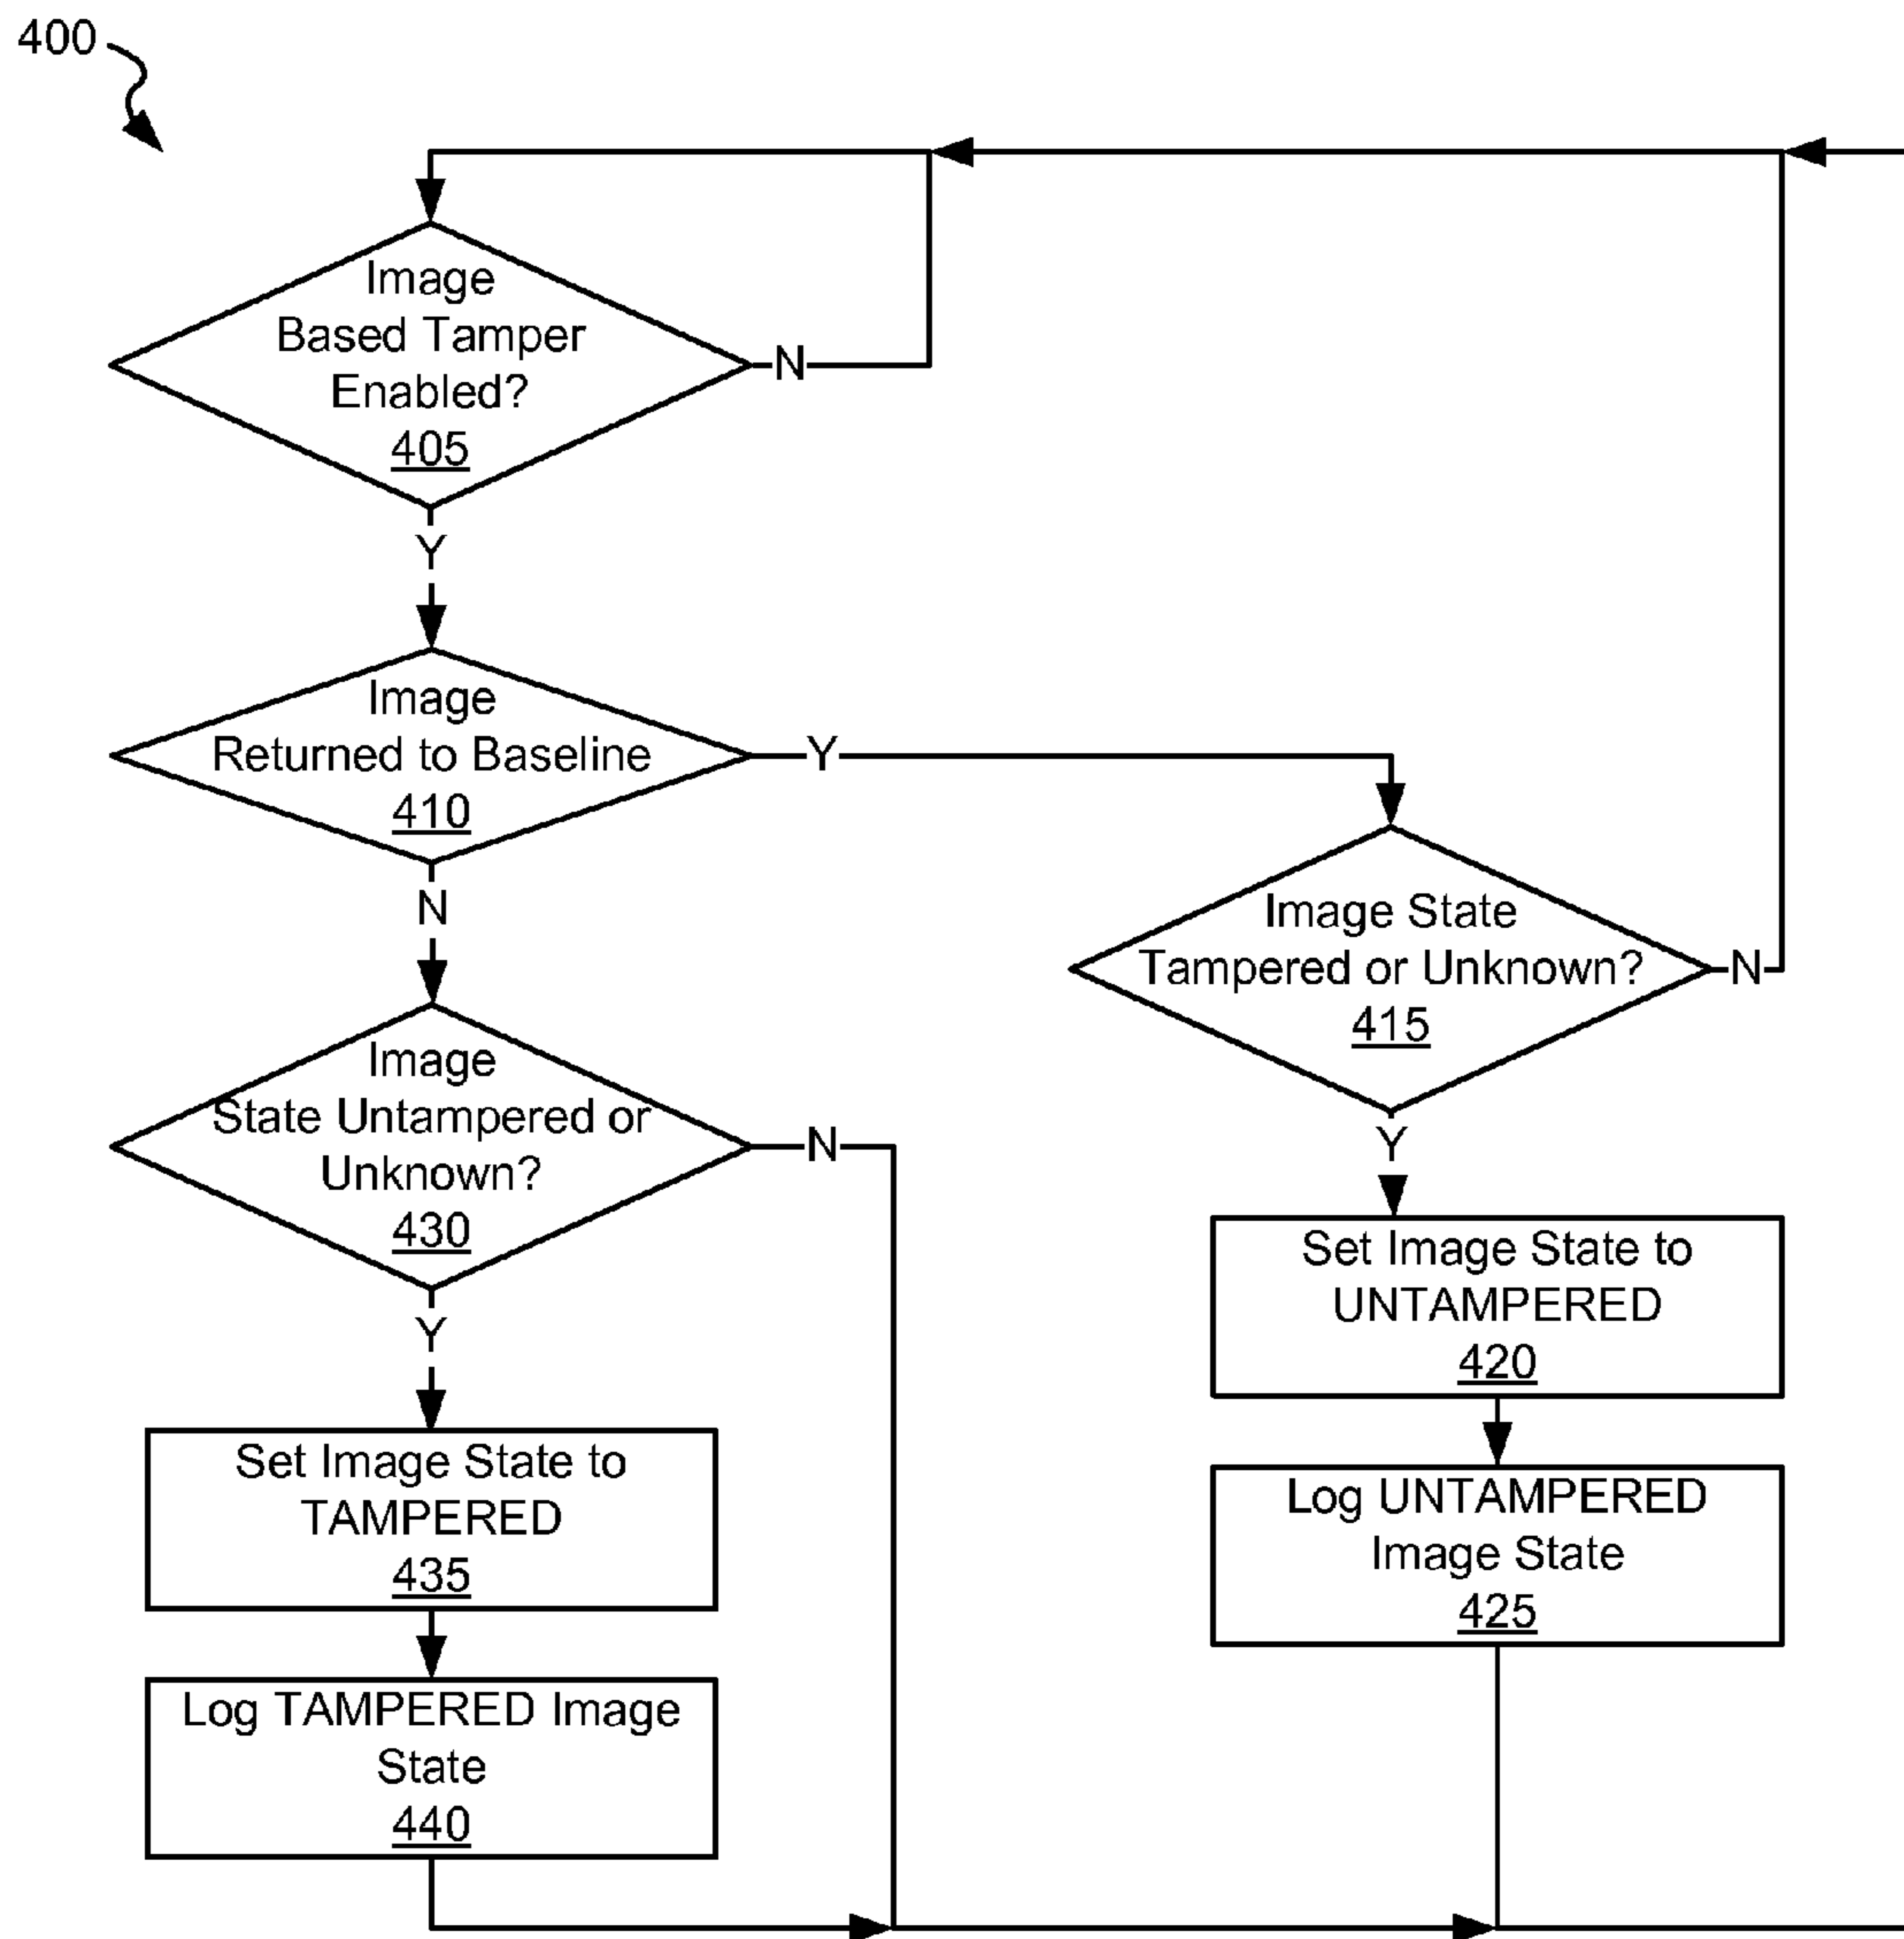 400
Image
Based Tamper
Enabled?
405
N
Y
Image
Returned to Baseline
410
Y
N
Image State
Tampered or Unknown?
415
N
Y
Image
State Untampered or
Unknown?
430
N
Y
Set Image State to
UNTAMPERED
420
Set Image State to
TAMPERED
435
Log UNTAMPERED
Image State
425
Log TAMPERED Image
State
440